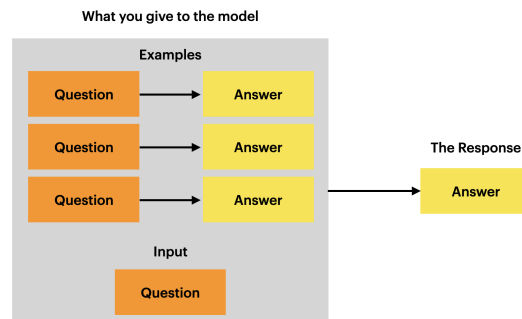 What you give to the model
Examples
Question Answer
Question Answer
Question Answer
Input
Question
The Response
Answer